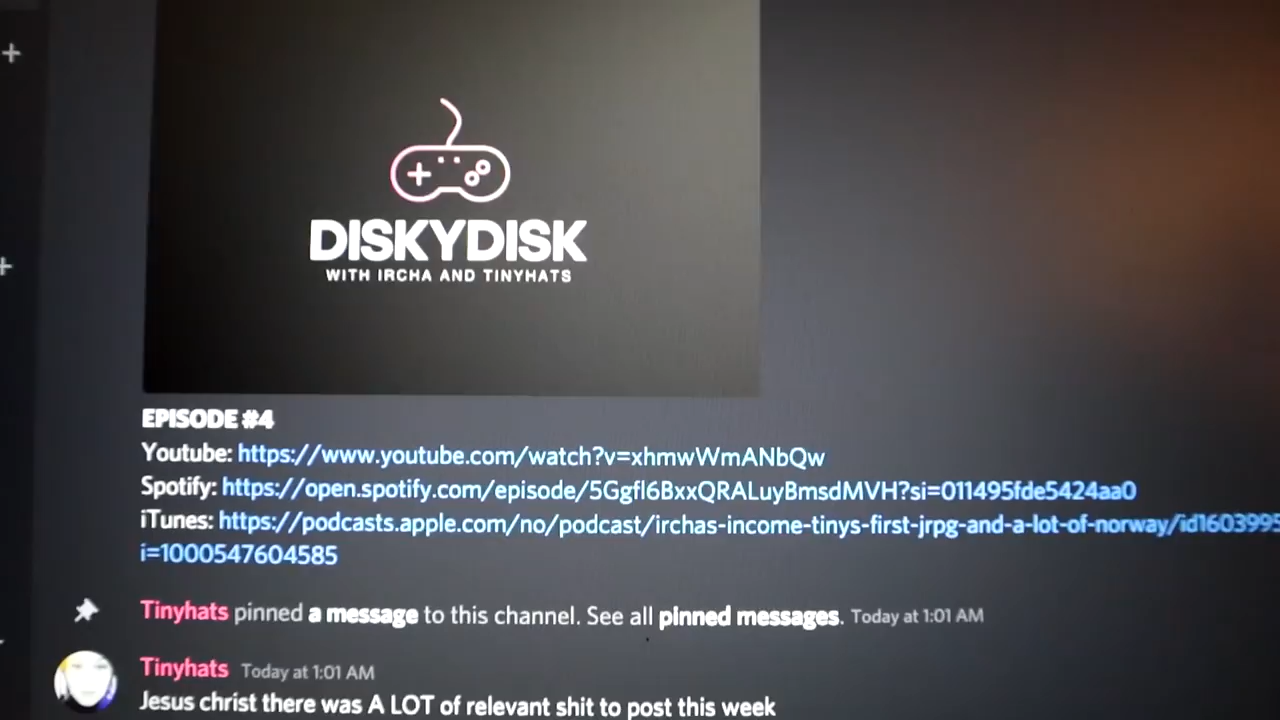 DISKYDISK
WITH IRCHA AND TINYHATS
EPISODE #4
Youtube: https://www.youtube.com/watch?v=xhmwWmANbQw
Spotify: https://open.spotify.com/episode/5Ggfl6BxxQRALuyBmsdMVH?si=011495fde5424aa0
iTunes: https://podcasts.apple.com/no/podcast/irchas-income-tinys-first-jrpg-and-a-lot-of-norway/id1603995
i=1000547604585
Tinyhats pinned a message to this channel. See all pinned messages. Today at 1:01 AM
Tinyhats Today at 1:01 AM
Jesus christ there was A LOT of relevant shit to post this week